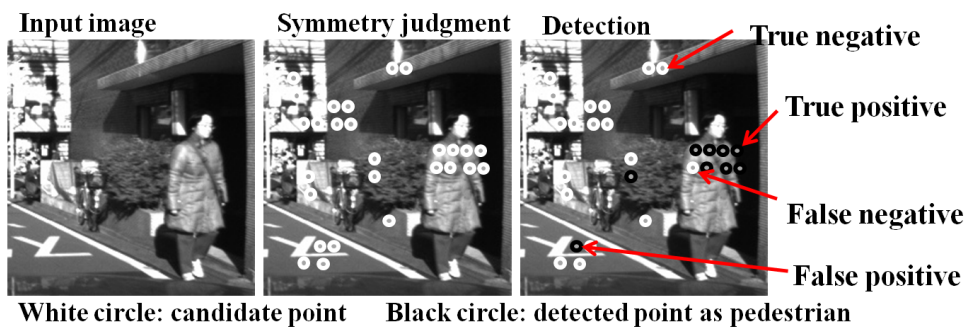 Input image
Symmetry judgment
Detection
True negative
True positive
False negative
False positive
White circle: candidate point
Black circle: detected point as pedestrian